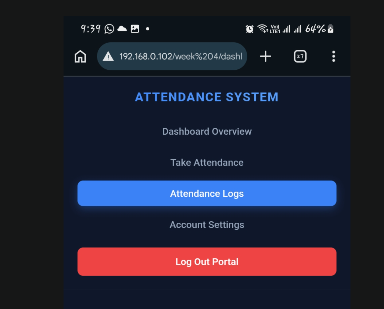 9:39
64%
192.168.0.102/week%204/dashl
ATTENDANCE SYSTEM
Dashboard Overview
Take Attendance
Attendance Logs
Account Settings
Log Out Portal